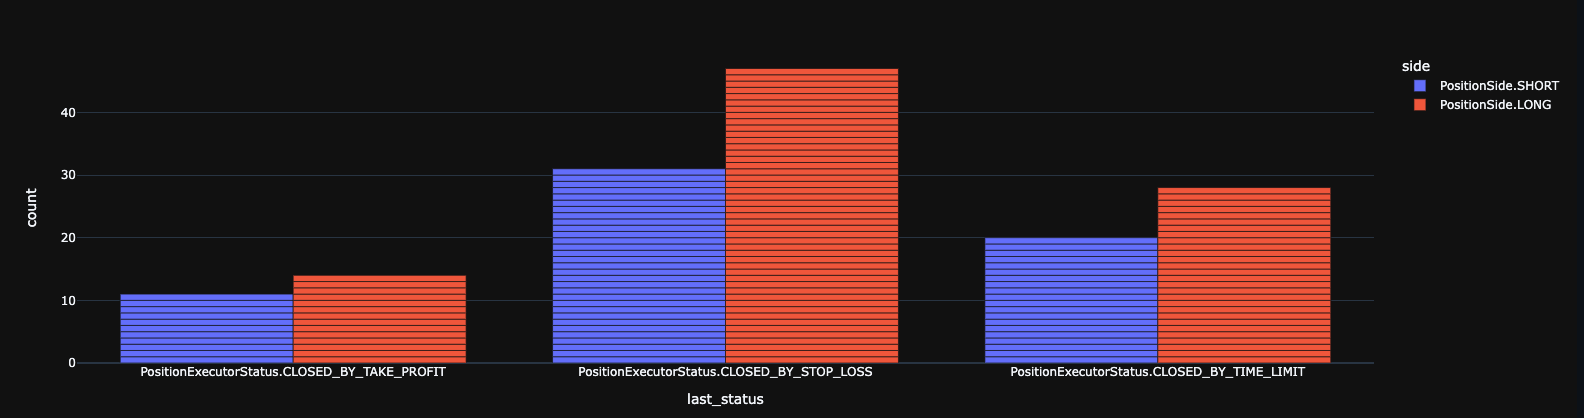 side
PositionSide.SHORT
PositionSide.LONG
count
40
30
20
10
0
PositionExecutorStatus.CLOSED_BY_TAKE_PROFIT
PositionExecutorStatus.CLOSED_BY_STOP_LOSS
PositionExecutorStatus.CLOSED_BY_TIME_LIMIT
last_status